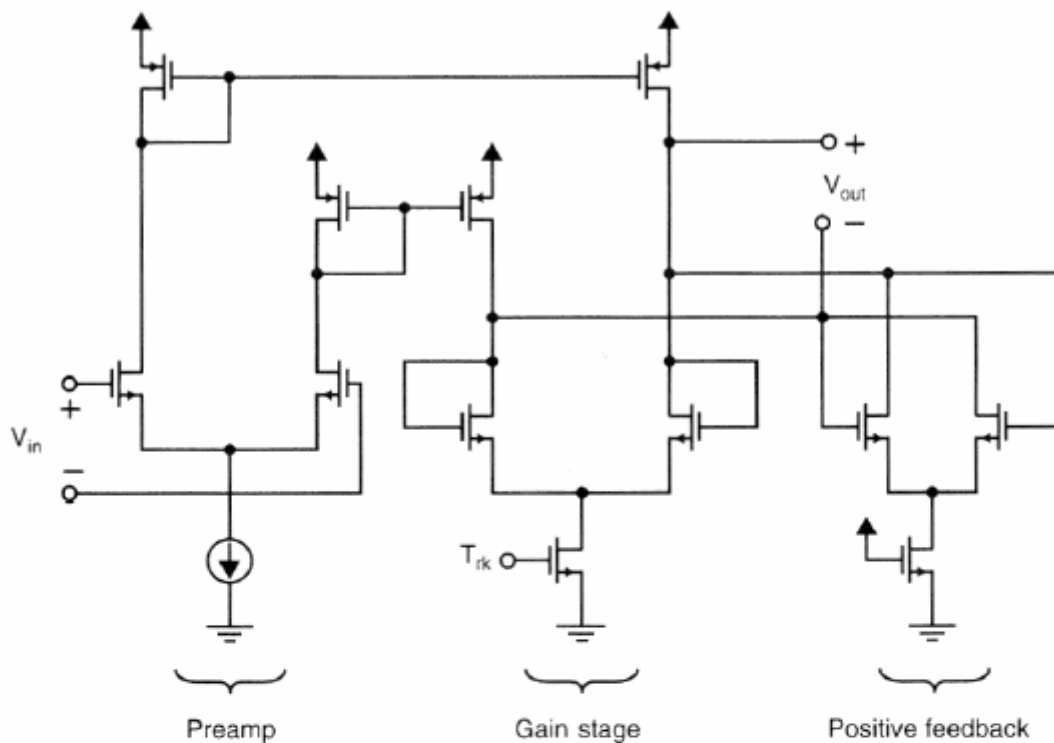 +
V_out
−
+
V_in
−
T_rk
Preamp
Gain stage
Positive feedback